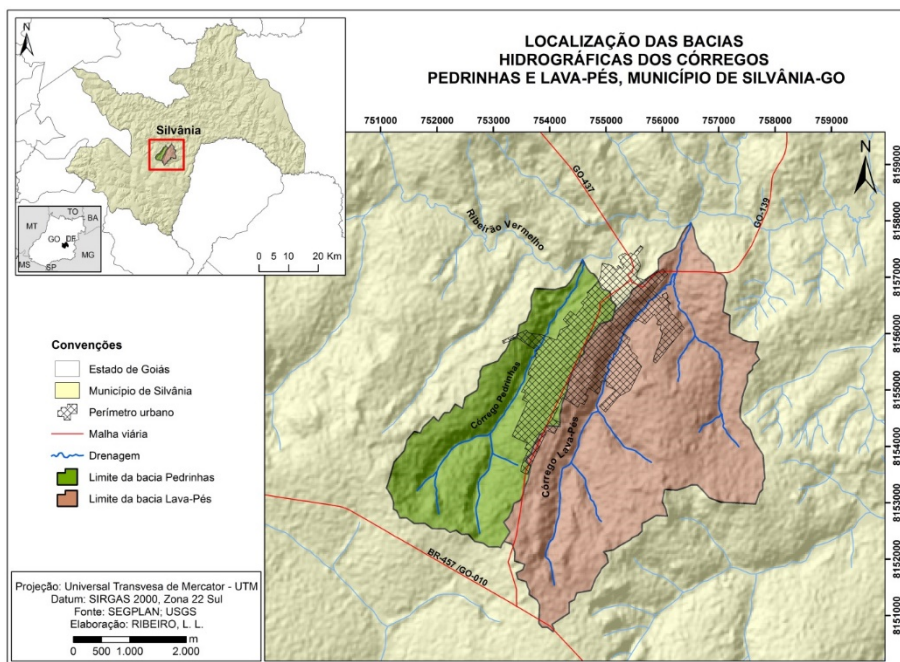 LOCALIZAÇÃO DAS BACIAS
HIDROGRÁFICAS DOS CÓRREGOS
PEDRINHAS E LAVA-PÉS, MUNICÍPIO DE SILVÂNIA-GO
N
Silvânia
TO
MT
BA
GO
DF
MG
MS
SP
0 5 10 20 Km
751000 752000 753000 754000 755000 756000 757000 758000 759000
N
8159000
8158000
8157000
8156000
8155000
8154000
8153000
8152000
8151000
GO-437
GO-139
Ribeirão Vermelho
Córrego Pedrinhas
Córrego Lava-Pés
BR-457/GO-010
Convenções
Estado de Goiás
Município de Silvânia
Perímetro urbano
Malha viária
Drenagem
Limite da bacia Pedrinhas
Limite da bacia Lava-Pés
Projeção: Universal Transvesa de Mercator - UTM
Datum: SIRGAS 2000, Zona 22 Sul
Fonte: SEGPLAN; USGS
Elaboração: RIBEIRO, L. L.
0 500 1.000 2.000 m